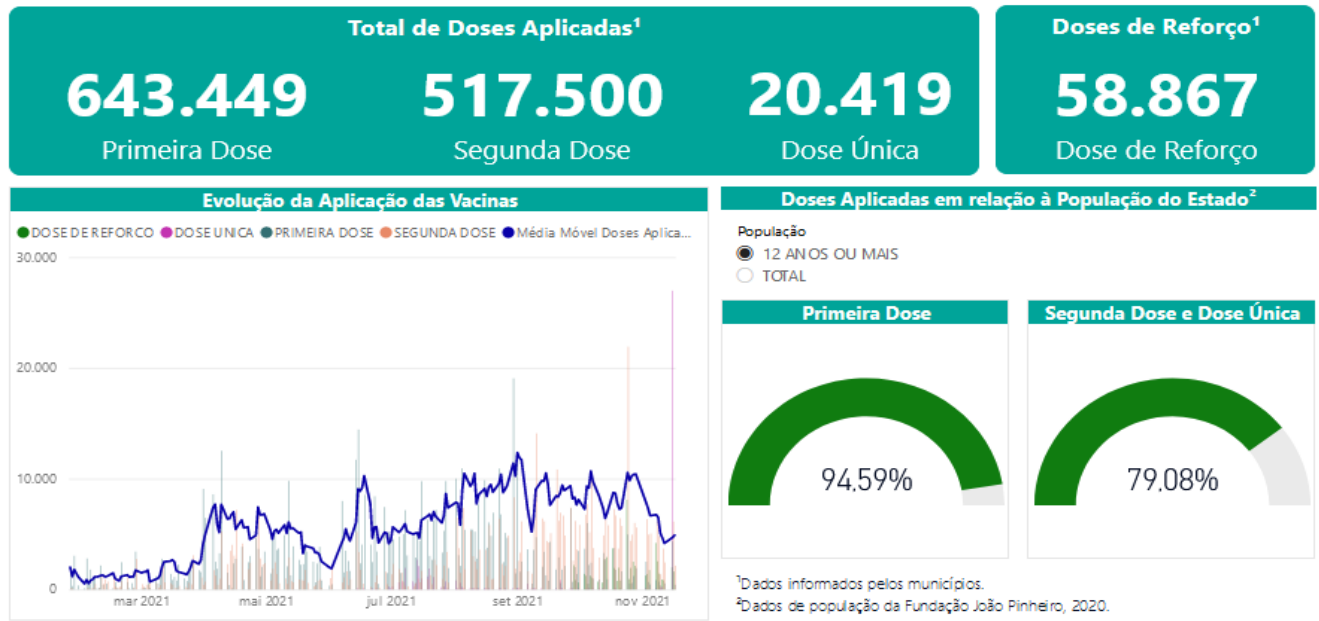 Total de Doses Aplicadas¹
643.449
Primeira Dose
517.500
Segunda Dose
20.419
Dose Única
Doses de Reforço¹
58.867
Dose de Reforço
Evolução da Aplicação das Vacinas
DOSE DE REFORCO DOSE UNICA PRIMEIRA DOSE SEGUNDA DOSE Média Móvel Doses Aplica...
30.000
20.000
10.000
0
mar 2021 mai 2021 jul 2021 set 2021 nov 2021
Doses Aplicadas em relação à População do Estado²
População
12 ANOS OU MAIS
TOTAL
Primeira Dose
94,59%
Segunda Dose e Dose Única
79,08%
¹Dados informados pelos municípios.
²Dados de população da Fundação João Pinheiro, 2020.